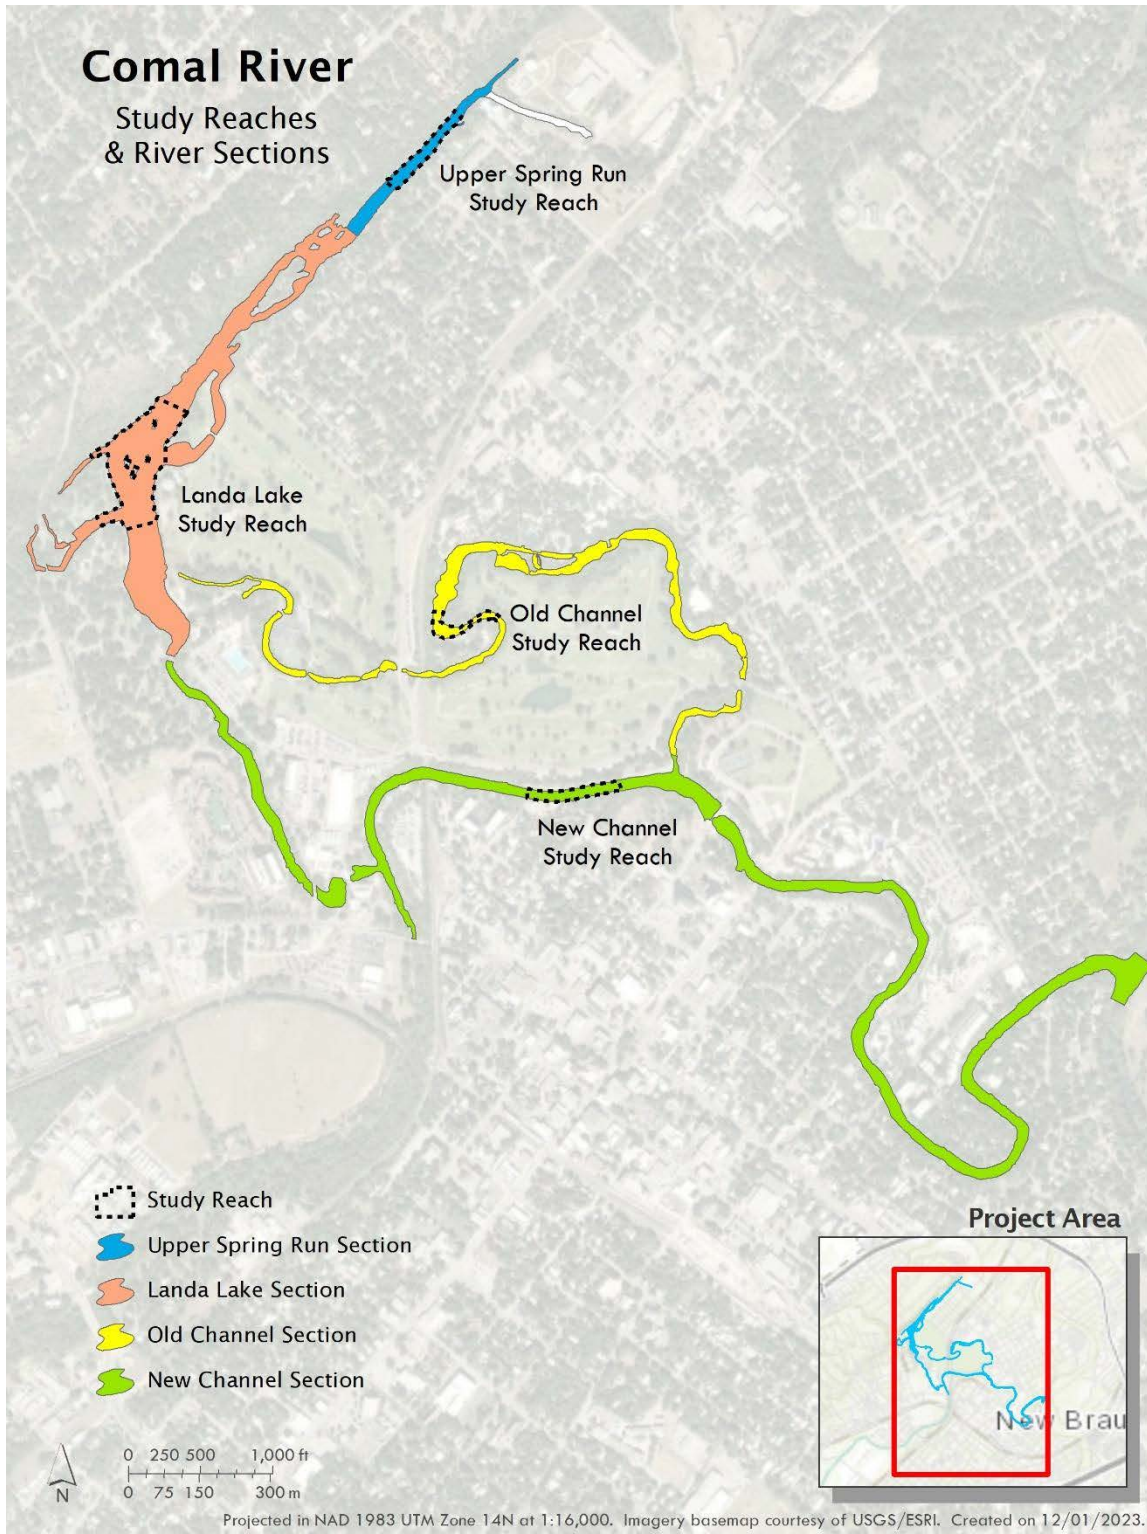 Comal River
Study Reaches
& River Sections
Upper Spring Run
Study Reach
Landa Lake
Study Reach
Old Channel
Study Reach
New Channel
Study Reach
Study Reach
Upper Spring Run Section
Landa Lake Section
Old Channel Section
New Channel Section
Project Area
New Brau
0 250 500 1,000 ft
0 75 150 300 m
N
Projected in NAD 1983 UTM Zone 14N at 1:16,000. Imagery basemap courtesy of USGS/ESRI. Created on 12/01/2023